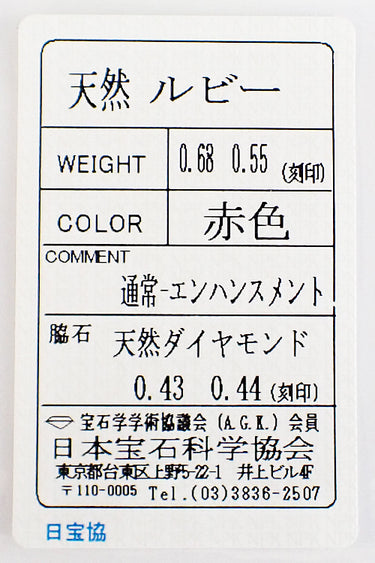 天然 ルビー
WEIGHT 0.68 0.55 (刻印)
COLOR 赤色
COMMENT
通常-エンハンスメント
脇石 天然ダイヤモンド
0.43 0.44 (刻印)
宝石学学術協議会 (A.G.K.) 会員
日本宝石科学協会
東京都台東区上野5-22-1 井上ビル4F
〒110-0005 Tel.(03)3836-2507
日宝協